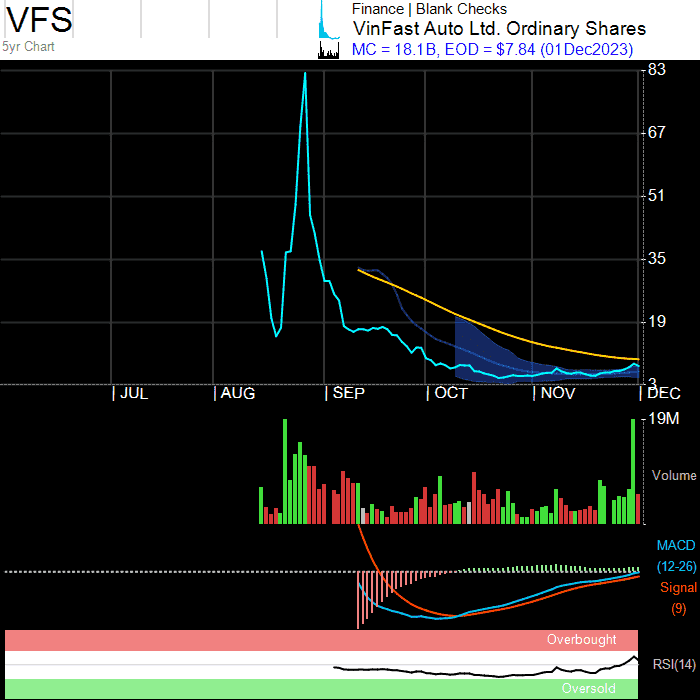 VFS
5yr Chart
Finance | Blank Checks
VinFast Auto Ltd. Ordinary Shares
MC = 18.1B, EOD = $7.84 (01Dec2023)
83
67
51
35
19
3
JUL
AUG
SEP
OCT
NOV
DEC
19M
Volume
MACD
(12-26)
Signal
(9)
Overbought
RSI(14)
Oversold